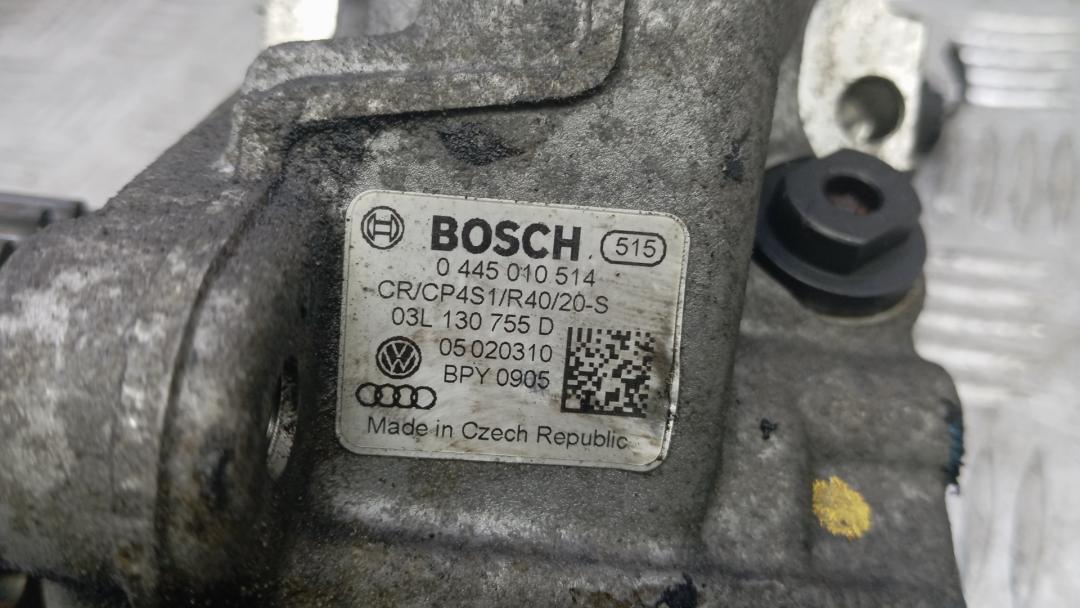 BOSCH 515
0 445 010 514
CR/CP4S1/R40/20-S
03L 130 755 D
05 020310
BPY 0905
Made in Czech Republic